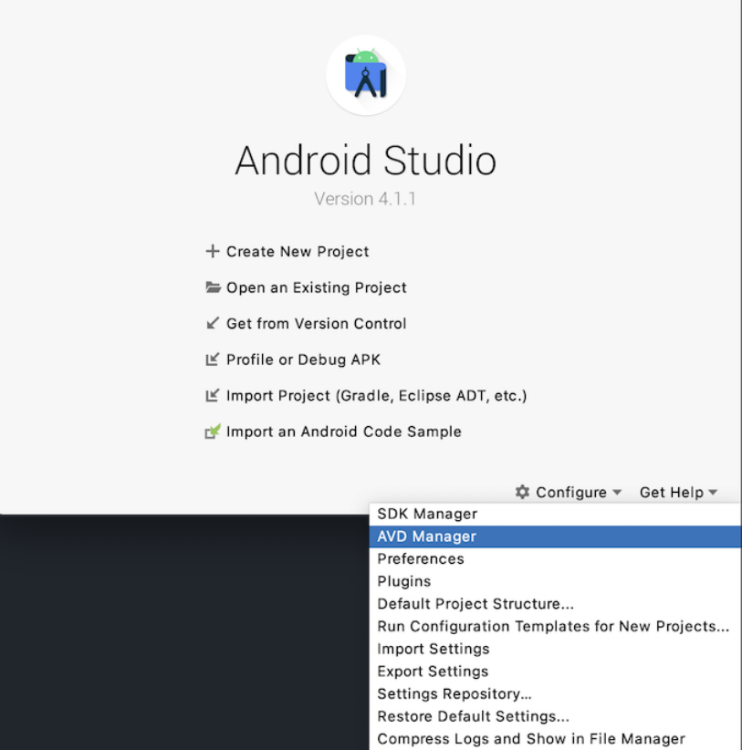 Android Studio
Version 4.1.1
Create New Project
Open an Existing Project
Get from Version Control
Profile or Debug APK
Import Project (Gradle, Eclipse ADT, etc.)
Import an Android Code Sample
Configure Get Help
SDK Manager
AVD Manager
Preferences
Plugins
Default Project Structure...
Run Configuration Templates for New Projects...
Import Settings
Export Settings
Settings Repository...
Restore Default Settings...
Compress Logs and Show in File Manager